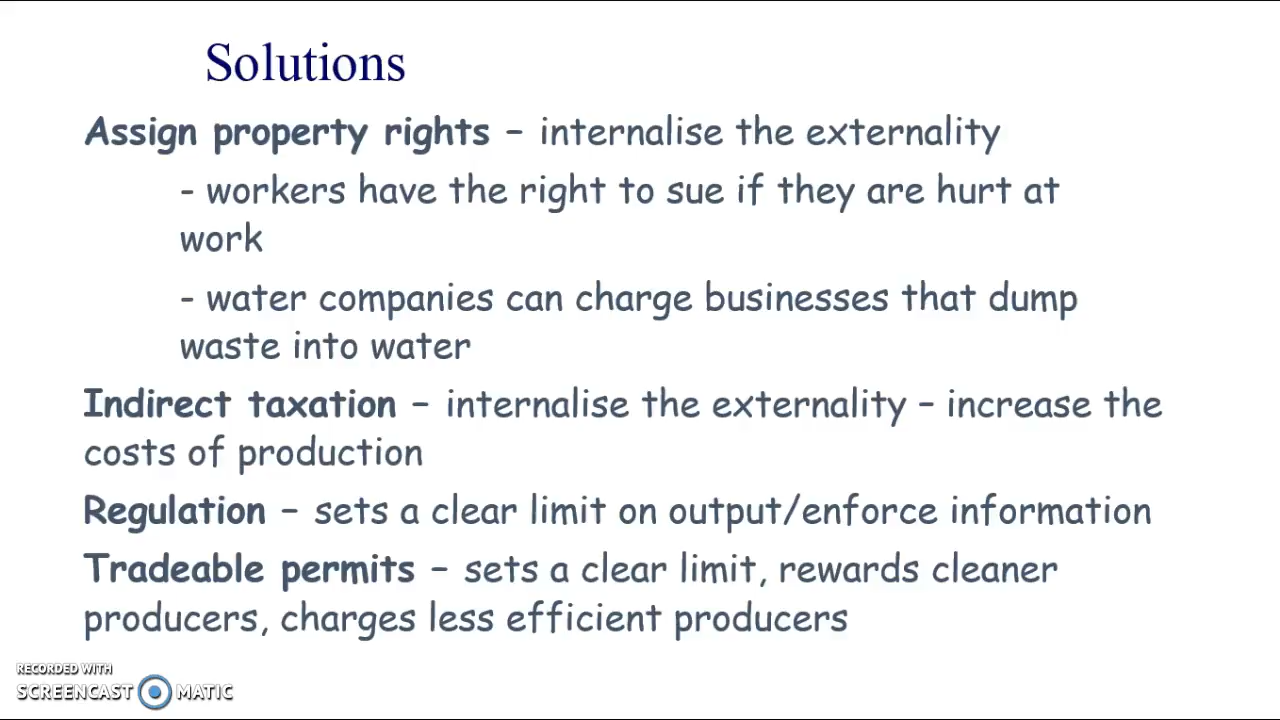 Solutions
Assign property rights – internalise the externality
- workers have the right to sue if they are hurt at
work
- water companies can charge businesses that dump
waste into water
Indirect taxation – internalise the externality – increase the
costs of production
Regulation – sets a clear limit on output/enforce information
Tradeable permits – sets a clear limit, rewards cleaner
producers, charges less efficient producers
RECORDED WITH
SCREENCAST MATIC